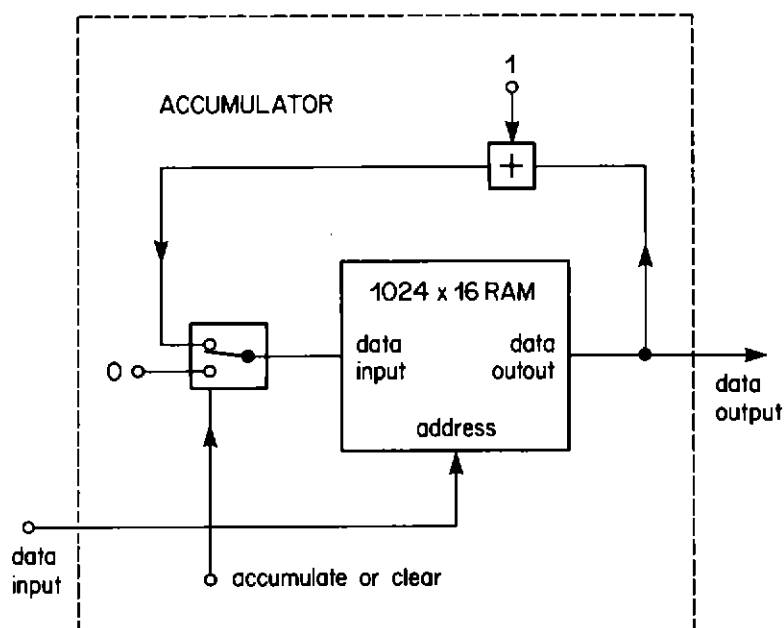 1
ACCUMULATOR
+
1024 x 16 RAM
data
input
data
outout
0
address
data
output
data
input
accumulate or clear